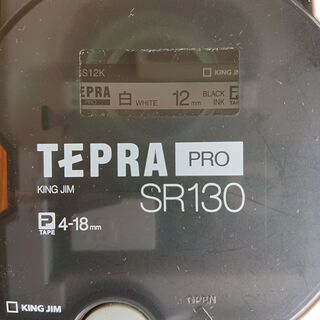 SS12K KING JIM
TEPRA PRO 白 WHITE 12mm BLACK INK P
TEPRA PRO
KING JIM SR130
P TAPE 4-18mm
KING JIM